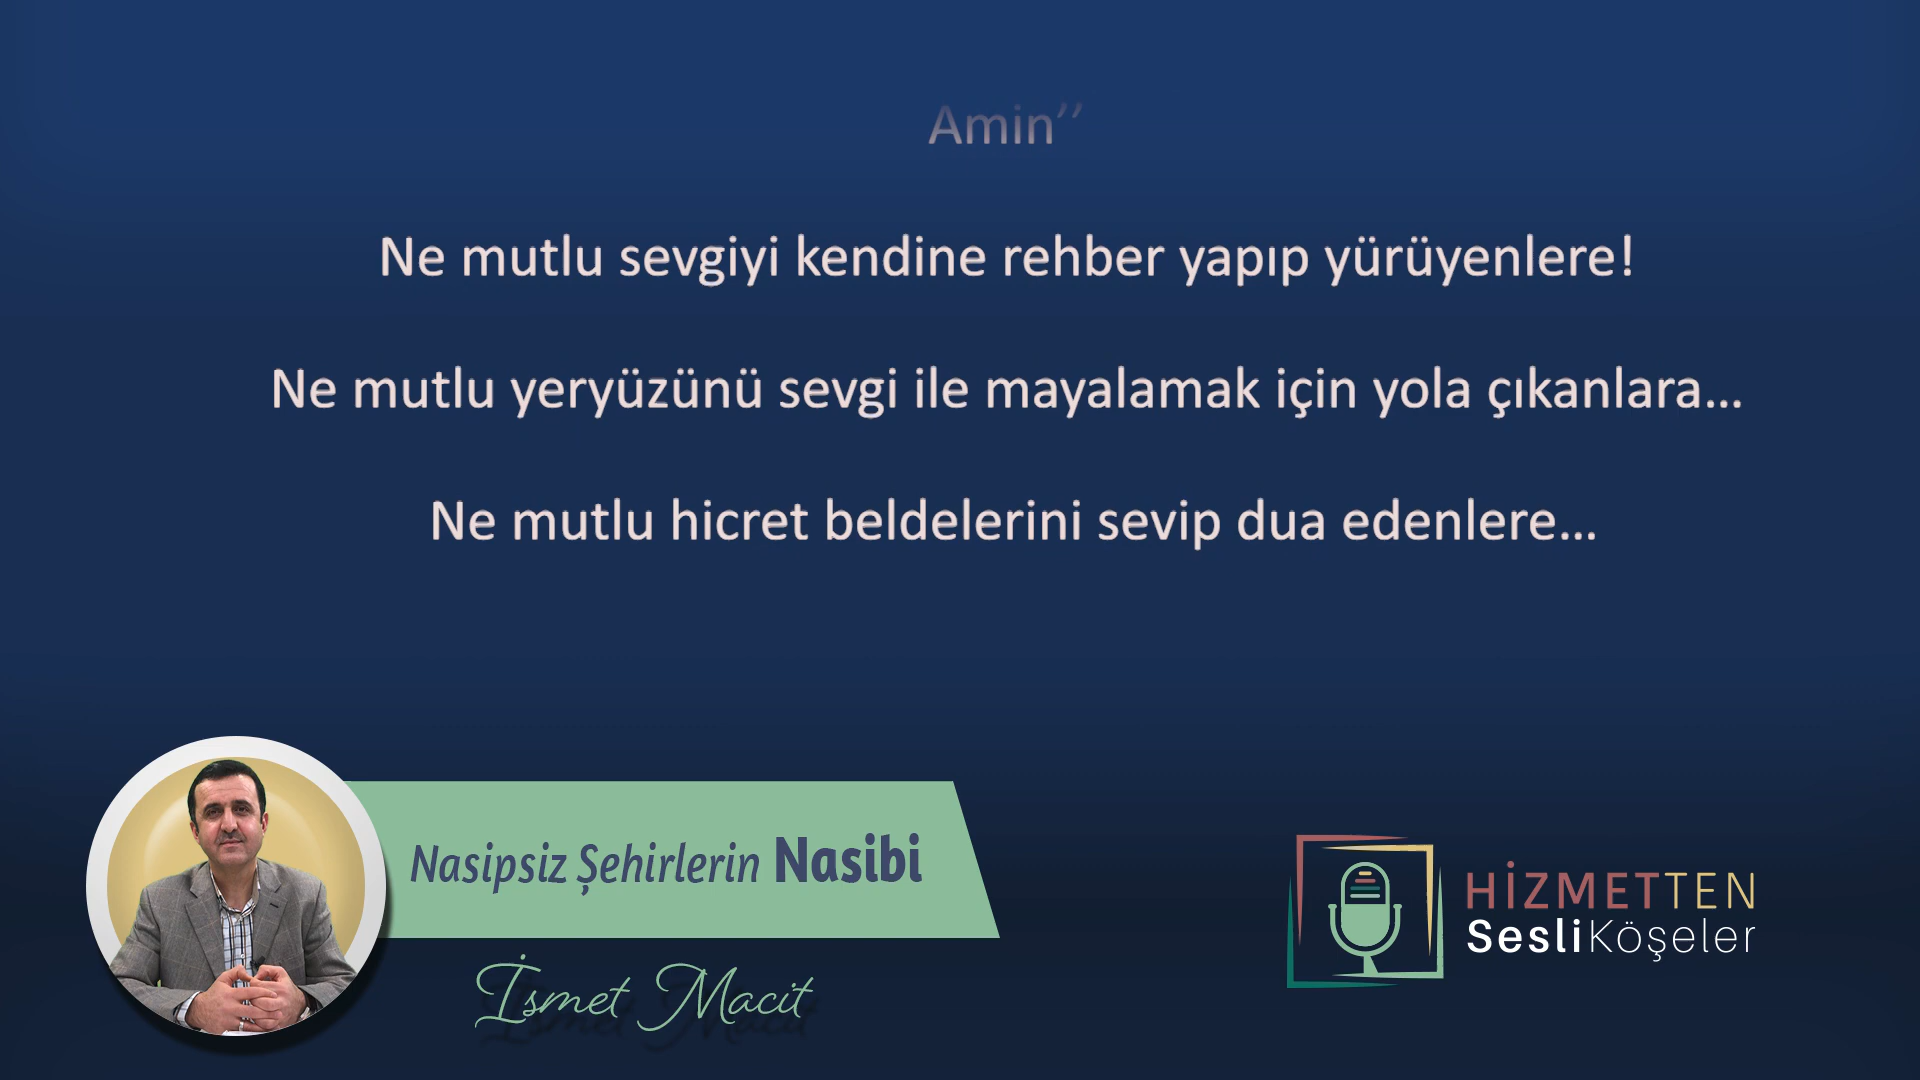 Amin’’
Ne mutlu sevgiyi kendine rehber yapıp yürüyenlere!
Ne mutlu yeryüzünü sevgi ile mayalamak için yola çıkanlara...
Ne mutlu hicret beldelerini sevip dua edenlere...
Nasipsiz Şehirlerin Nasibi
İsmet Macit
HİZMETTEN
SesliKöşeler